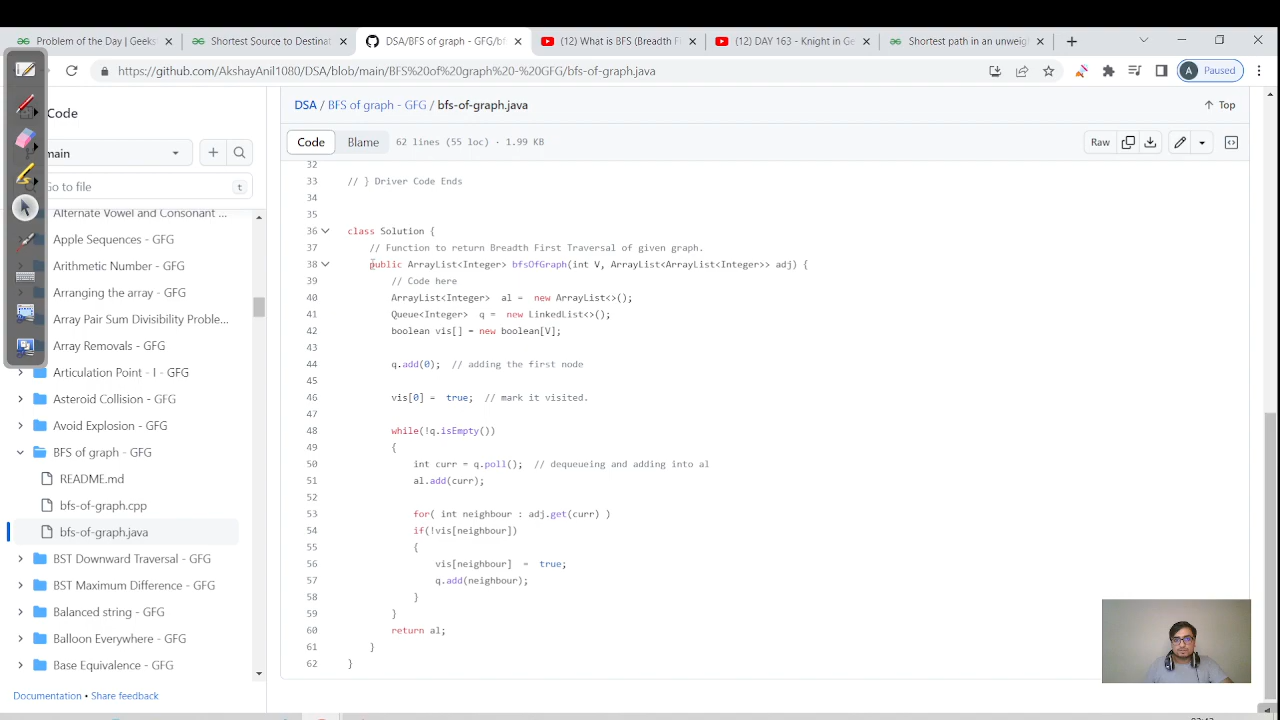 Problem of the Day | Geeks
Shortest Source to Destinat
DSA/BFS of graph - GFG/bf
(12) What is BFS (Breadth F
(12) DAY 163 - Knight in Ge
Shortest path in an unweigh
https://github.com/AkshayAnil1080/DSA/blob/main/BFS%20of%20graph%20-%20GFG/bfs-of-graph.java
A Paused
Code
main
Go to file
t
Alternate Vowel and Consonant ...
Apple Sequences - GFG
Arithmetic Number - GFG
Arranging the array - GFG
Array Pair Sum Divisibility Proble...
Array Removals - GFG
Articulation Point - I - GFG
Asteroid Collision - GFG
Avoid Explosion - GFG
BFS of graph - GFG
README.md
bfs-of-graph.cpp
bfs-of-graph.java
BST Downward Traversal - GFG
BST Maximum Difference - GFG
Balanced string - GFG
Balloon Everywhere - GFG
Base Equivalence - GFG
Documentation • Share feedback
DSA / BFS of graph - GFG / bfs-of-graph.java
Top
Code
Blame
62 lines (55 loc) · 1.99 KB
Raw
32
33 // } Driver Code Ends
34
35
36 class Solution {
37 // Function to return Breadth First Traversal of given graph.
38 public ArrayList<Integer> bfsOfGraph(int V, ArrayList<ArrayList<Integer>> adj) {
39 // Code here
40 ArrayList<Integer> al = new ArrayList<>();
41 Queue<Integer> q = new LinkedList<>();
42 boolean vis[] = new boolean[V];
43
44 q.add(0); // adding the first node
45
46 vis[0] = true; // mark it visited.
47
48 while(!q.isEmpty())
49 {
50 int curr = q.poll(); // dequeueing and adding into al
51 al.add(curr);
52
53 for( int neighbour : adj.get(curr) )
54 if(!vis[neighbour])
55 {
56 vis[neighbour] = true;
57 q.add(neighbour);
58 }
59 }
60 return al;
61 }
62 }